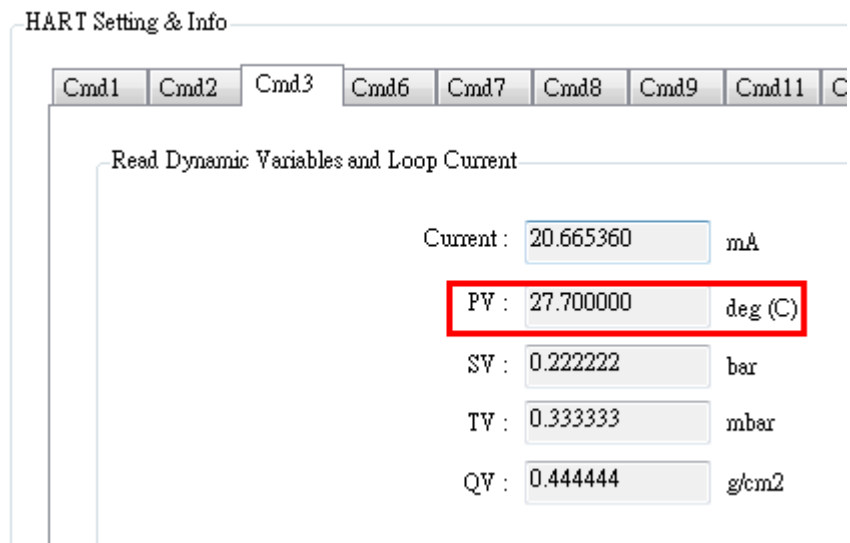 HART Setting & Info
Cmd1 Cmd2 Cmd3 Cmd6 Cmd7 Cmd8 Cmd9 Cmd11 C
Read Dynamic Variables and Loop Current
Current : 20.665360 mA
PV : 27.700000 deg (C)
SV : 0.222222 bar
TV : 0.333333 mbar
QV : 0.444444 g/cm2